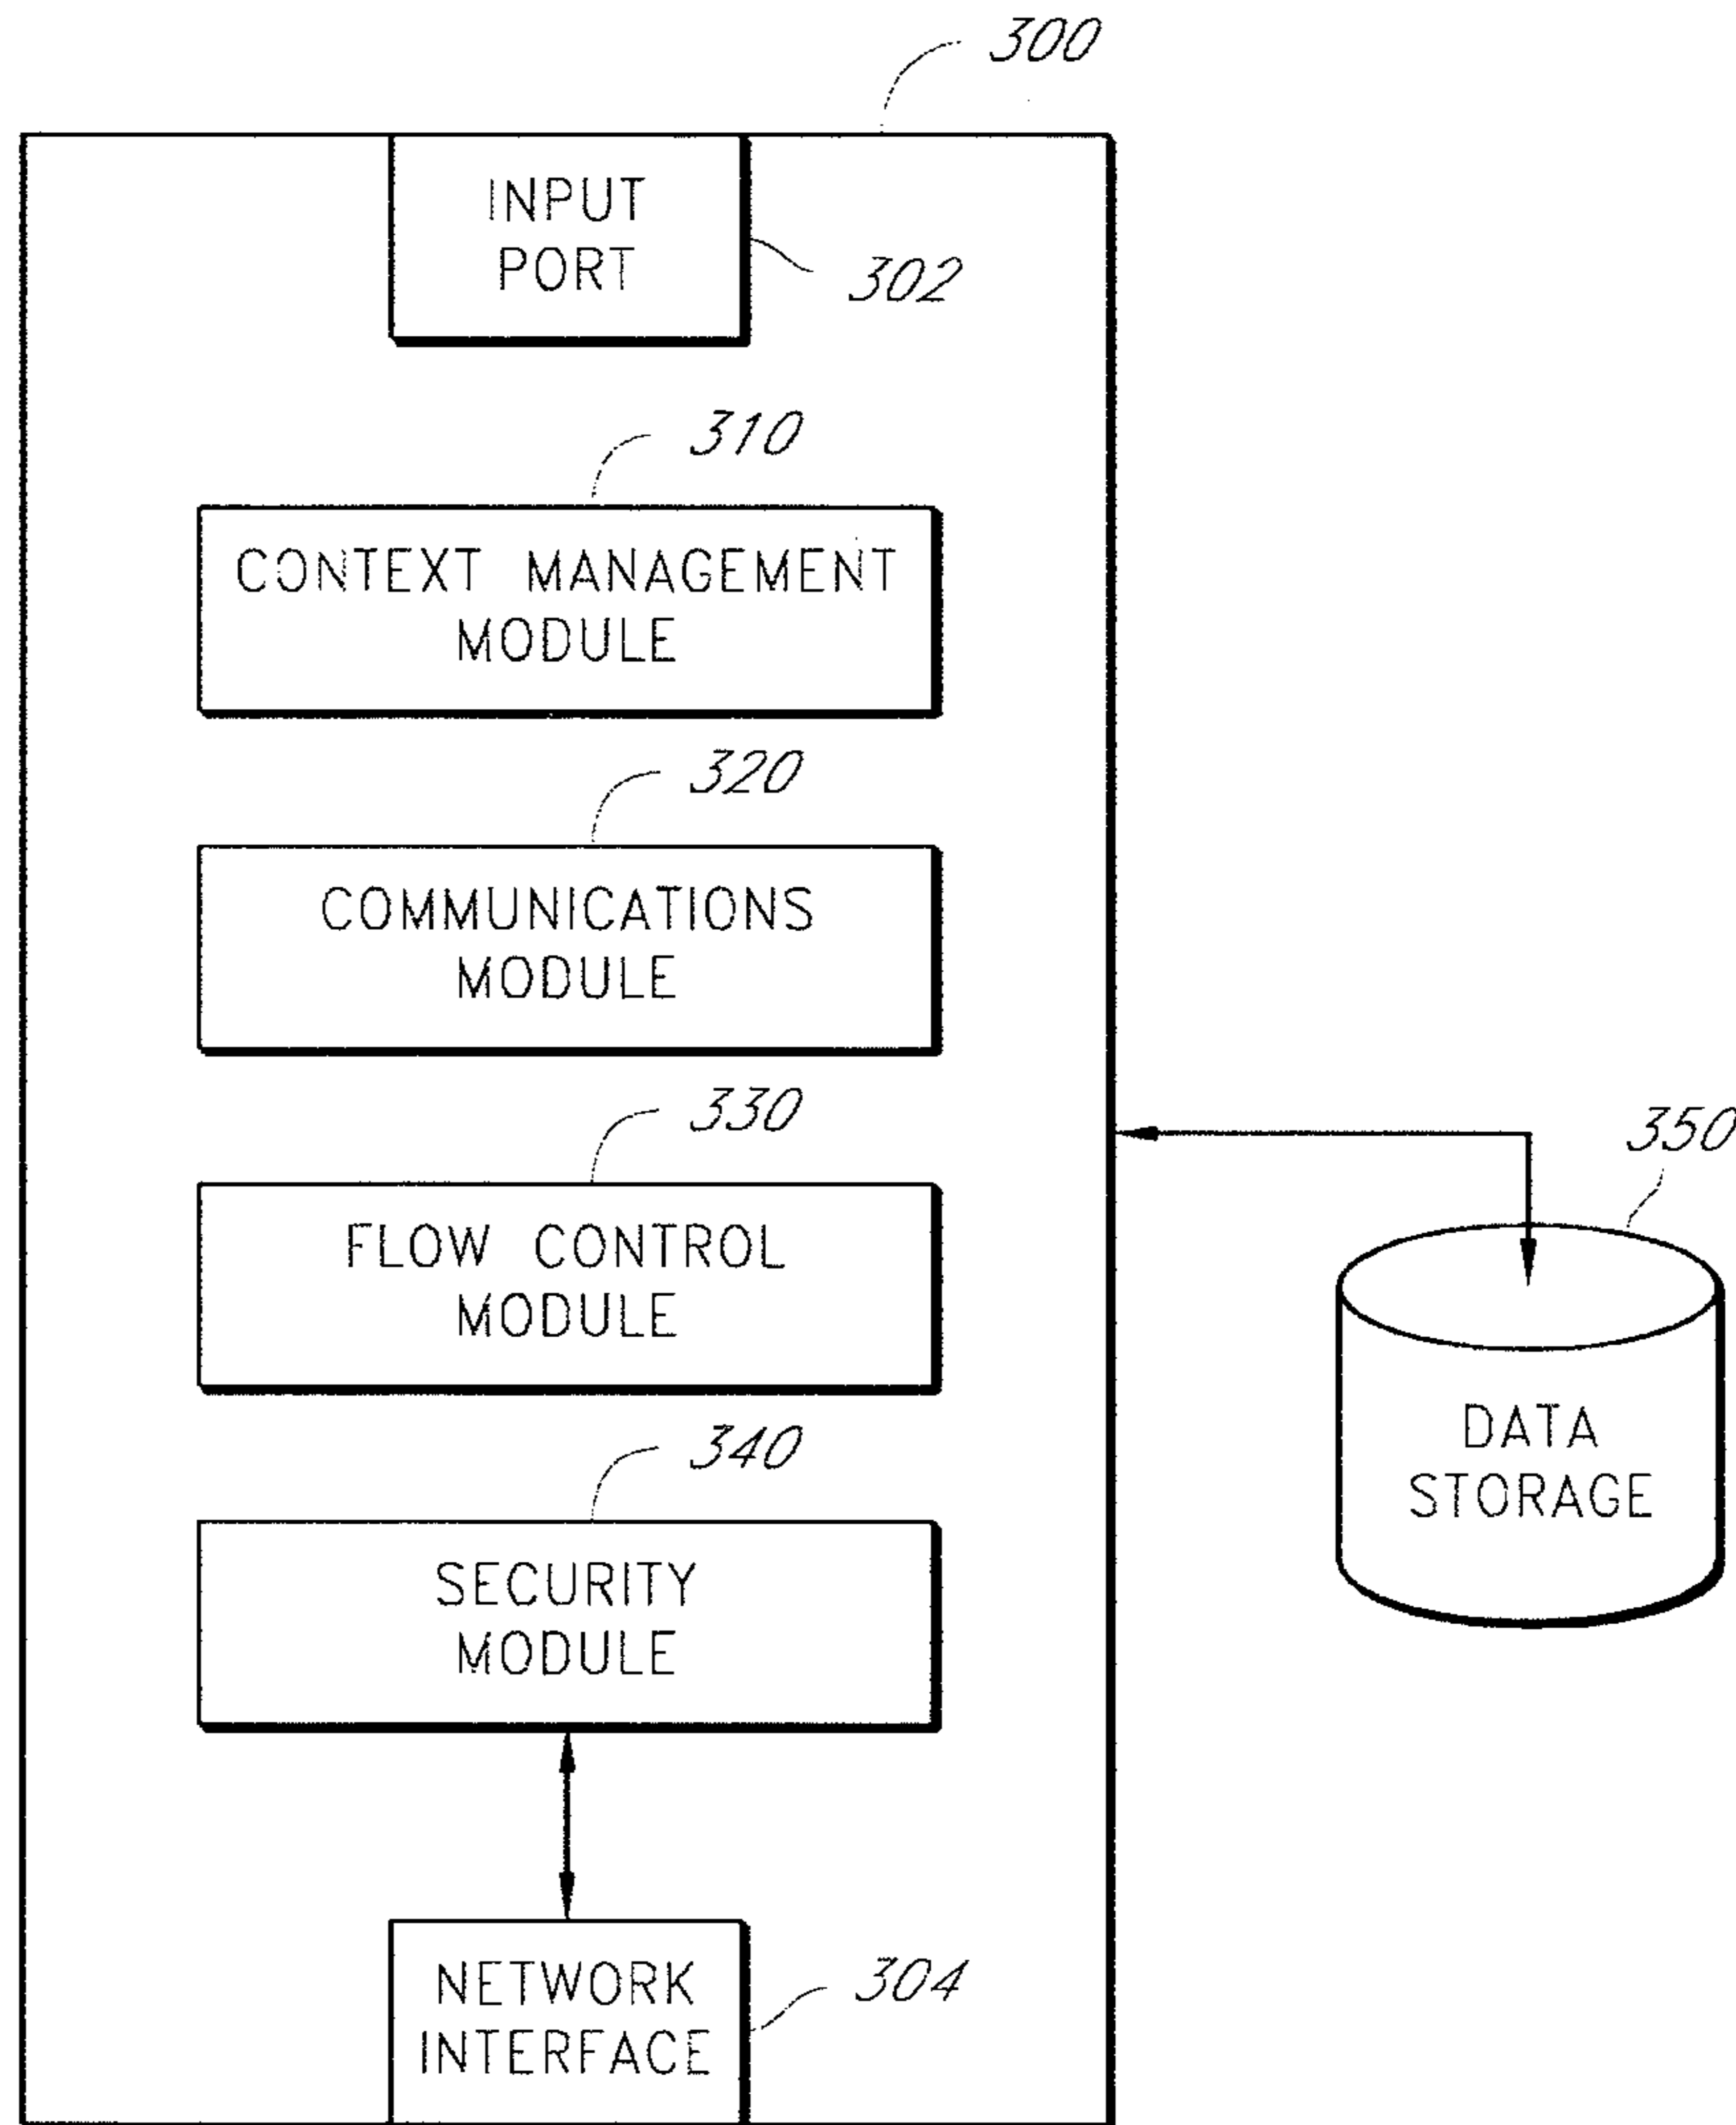 300
INPUT
PORT
302
310
CONTEXT MANAGEMENT
MODULE
320
COMMUNICATIONS
MODULE
330
FLOW CONTROL
MODULE
350
DATA
STORAGE
340
SECURITY
MODULE
304
NETWORK
INTERFACE